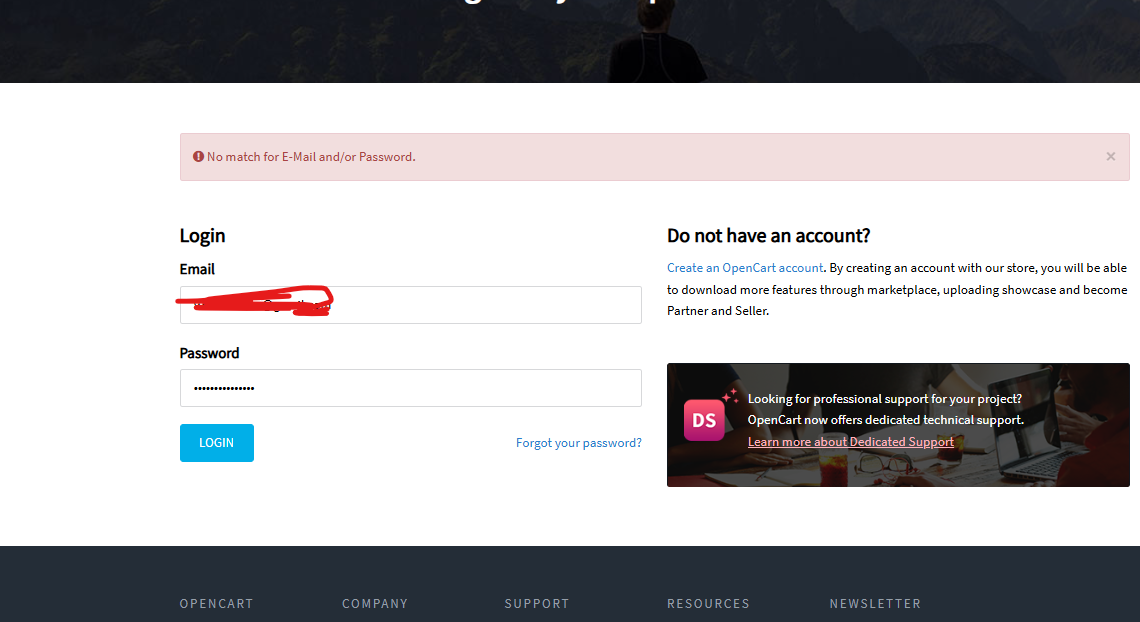 No match for E-Mail and/or Password.
×
Login
Do not have an account?
Email
Create an OpenCart account. By creating an account with our store, you will be able
to download more features through marketplace, uploading showcase and become
Partner and Seller.
Password
•••••••••••••••
LOGIN
Forgot your password?
DS
Looking for professional support for your project?
OpenCart now offers dedicated technical support.
Learn more about Dedicated Support
OPENCART
COMPANY
SUPPORT
RESOURCES
NEWSLETTER